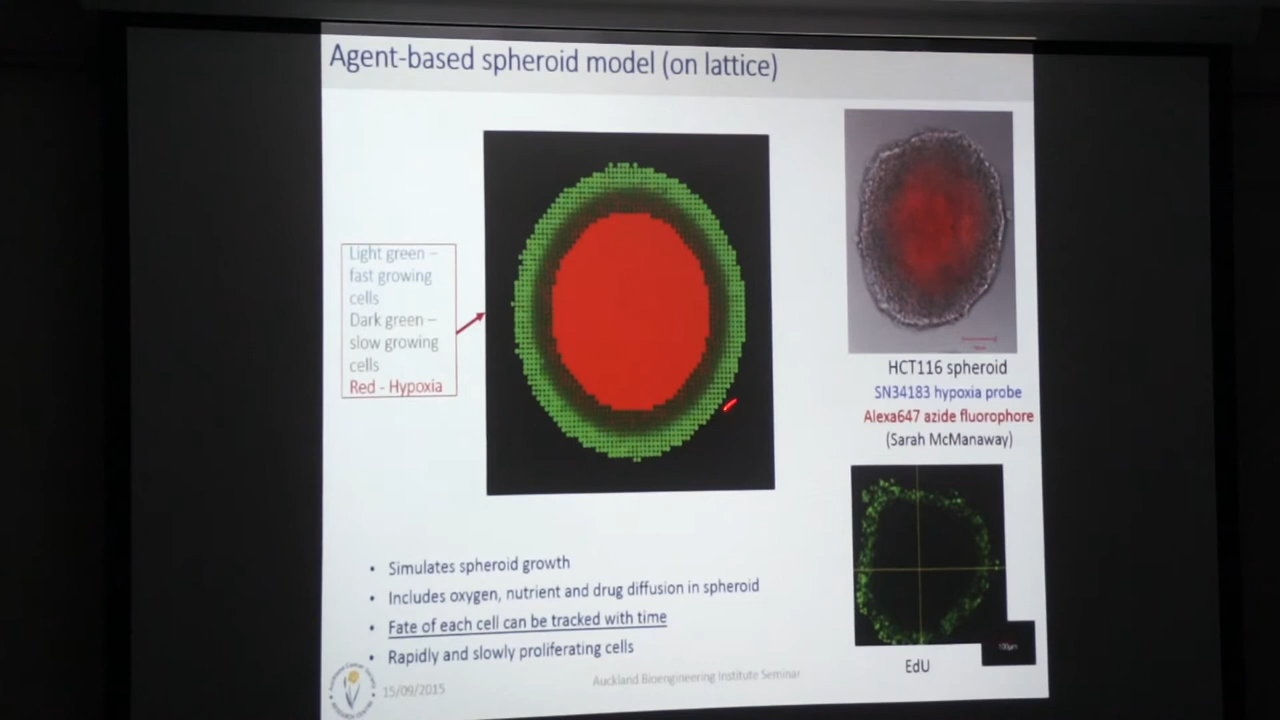 Agent-based spheroid model (on lattice)
Light green –
fast growing
cells
Dark green –
slow growing
cells
Red - Hypoxia
HCT116 spheroid
SN34183 hypoxia probe
Alexa647 azide fluorophore
(Sarah McManaway)
• Simulates spheroid growth
• Includes oxygen, nutrient and drug diffusion in spheroid
• Fate of each cell can be tracked with time
• Rapidly and slowly proliferating cells
100µm
EdU
15/09/2015
Auckland Bioengineering Institute Seminar